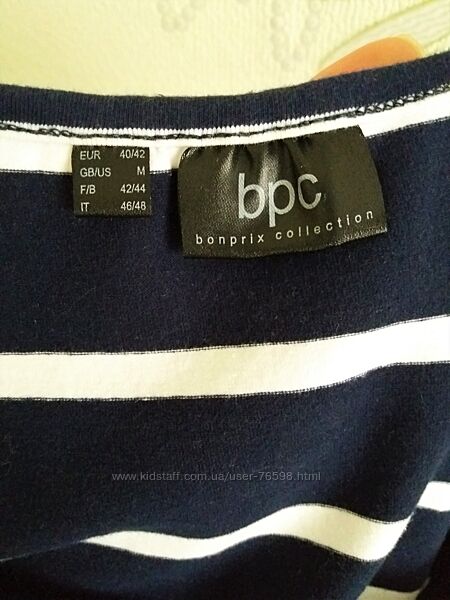 EUR 40/42
GB/US M
F/B 42/44
IT 46/48
bpc
bonprix collection
www.kidstaff.com.ua/user-76598.html